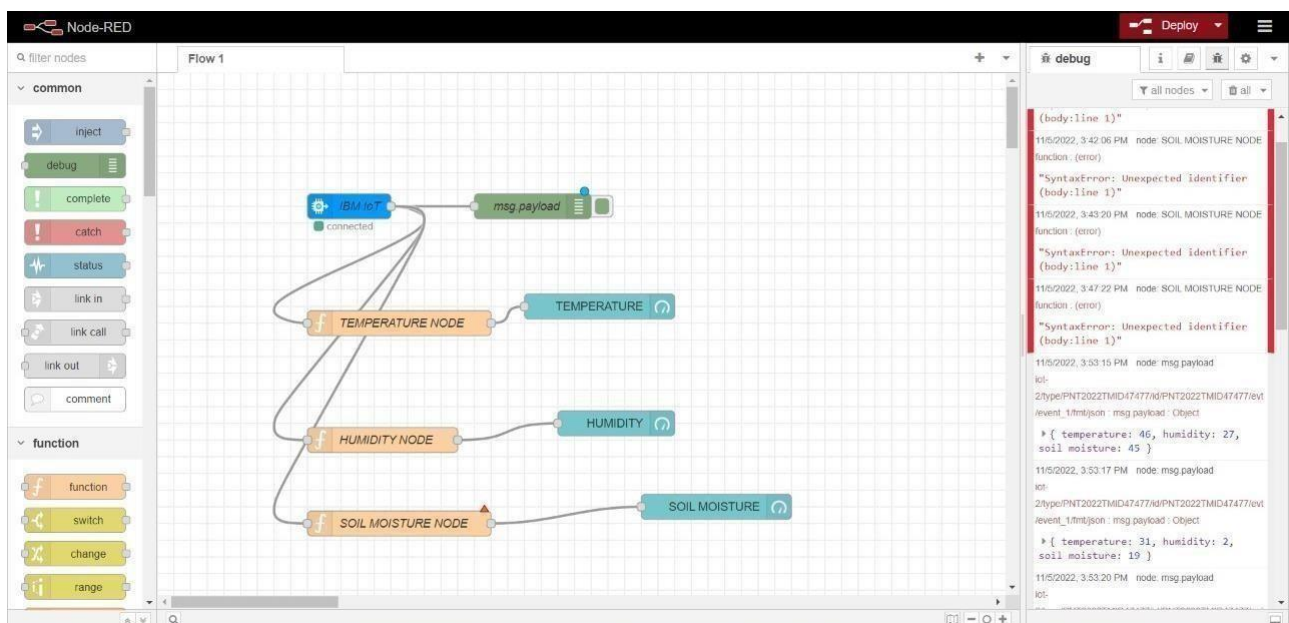 Node-RED
Deploy
filter nodes
Flow 1
debug
i
all nodes
all
common
inject
debug
complete
catch
status
link in
link call
link out
comment
function
function
switch
change
range
IBM IoT
connected
msg.payload
TEMPERATURE NODE
TEMPERATURE
HUMIDITY NODE
HUMIDITY
SOIL MOISTURE NODE
SOIL MOISTURE
(body:line 1)"
11/5/2022, 3:42:06 PM node: SOIL MOISTURE NODE
function : (error)
"SyntaxError: Unexpected identifier
(body:line 1)"
11/5/2022, 3:43:20 PM node: SOIL MOISTURE NODE
function : (error)
"SyntaxError: Unexpected identifier
(body:line 1)"
11/5/2022, 3:47:22 PM node: SOIL MOISTURE NODE
function : (error)
"SyntaxError: Unexpected identifier
(body:line 1)"
11/5/2022, 3:53:15 PM node: msg.payload
iot-
2/type/PNT2022TMID47477/id/PNT2022TMID47477/evt
/event_1/fmt/json : msg.payload : Object
{ temperature: 46, humidity: 27,
soil moisture: 45 }
11/5/2022, 3:53:17 PM node: msg.payload
iot-
2/type/PNT2022TMID47477/id/PNT2022TMID47477/evt
/event_1/fmt/json : msg.payload : Object
{ temperature: 31, humidity: 2,
soil moisture: 19 }
11/5/2022, 3:53:20 PM node: msg.payload
iot-